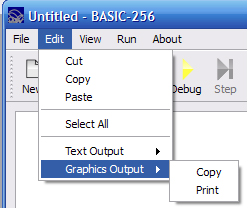 Untitled - BASIC-256
File Edit View Run About
Cut
Copy
Paste
Select All
Text Output
Graphics Output
Copy
Print
Debug Step